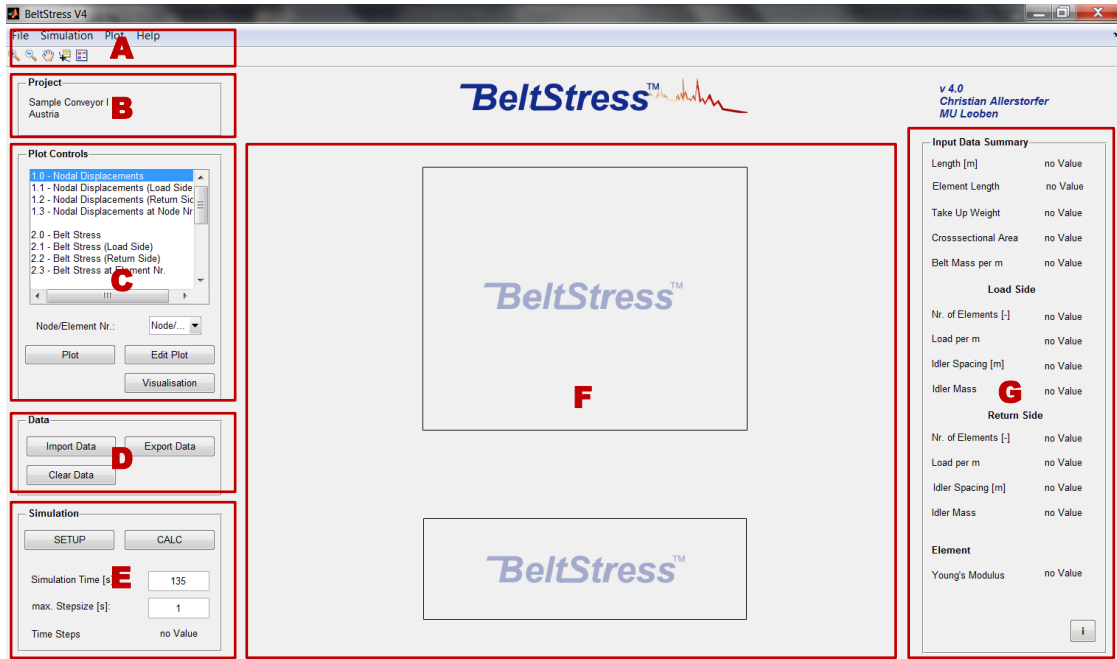 BeltStress V4
File Simulation Plot Help
A
Project
Sample Conveyor I
Austria
B
BeltStress™
v 4.0
Christian Allerstorfer
MU Leoben
Plot Controls
1.0 - Nodal Displacements
1.1 - Nodal Displacements (Load Side
1.2 - Nodal Displacements (Return Sid
1.3 - Nodal Displacements at Node Nr
2.0 - Belt Stress
2.1 - Belt Stress (Load Side)
2.2 - Belt Stress (Return Side)
2.3 - Belt Stress at Element Nr.
C
Node/Element Nr.: Node/...
Plot Edit Plot
Visualisation
Data
Import Data Export Data
D
Clear Data
Simulation
SETUP CALC
E
Simulation Time [s 135
max. Stepsize [s]: 1
Time Steps no Value
BeltStress™
F
BeltStress™
Input Data Summary
Length [m] no Value
Element Length no Value
Take Up Weight no Value
Crosssectional Area no Value
Belt Mass per m no Value
Load Side
Nr. of Elements [-] no Value
Load per m no Value
Idler Spacing [m] no Value
Idler Mass no Value
G
Return Side
Nr. of Elements [-] no Value
Load per m no Value
Idler Spacing [m] no Value
Idler Mass no Value
Element
Young's Modulus no Value
i